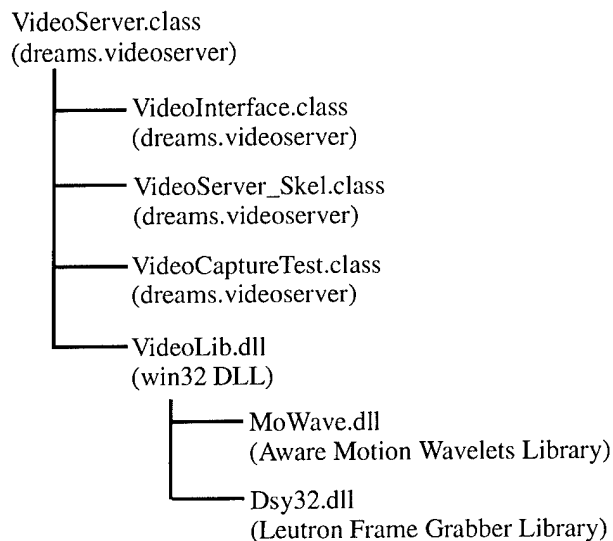 VideoServer.class
(dreams.videoserver)
VideoInterface.class
(dreams.videoserver)
VideoServer_Skel.class
(dreams.videoserver)
VideoCaptureTest.class
(dreams.videoserver)
VideoLib.dll
(win32 DLL)
MoWave.dll
(Aware Motion Wavelets Library)
Dsy32.dll
(Leutron Frame Grabber Library)